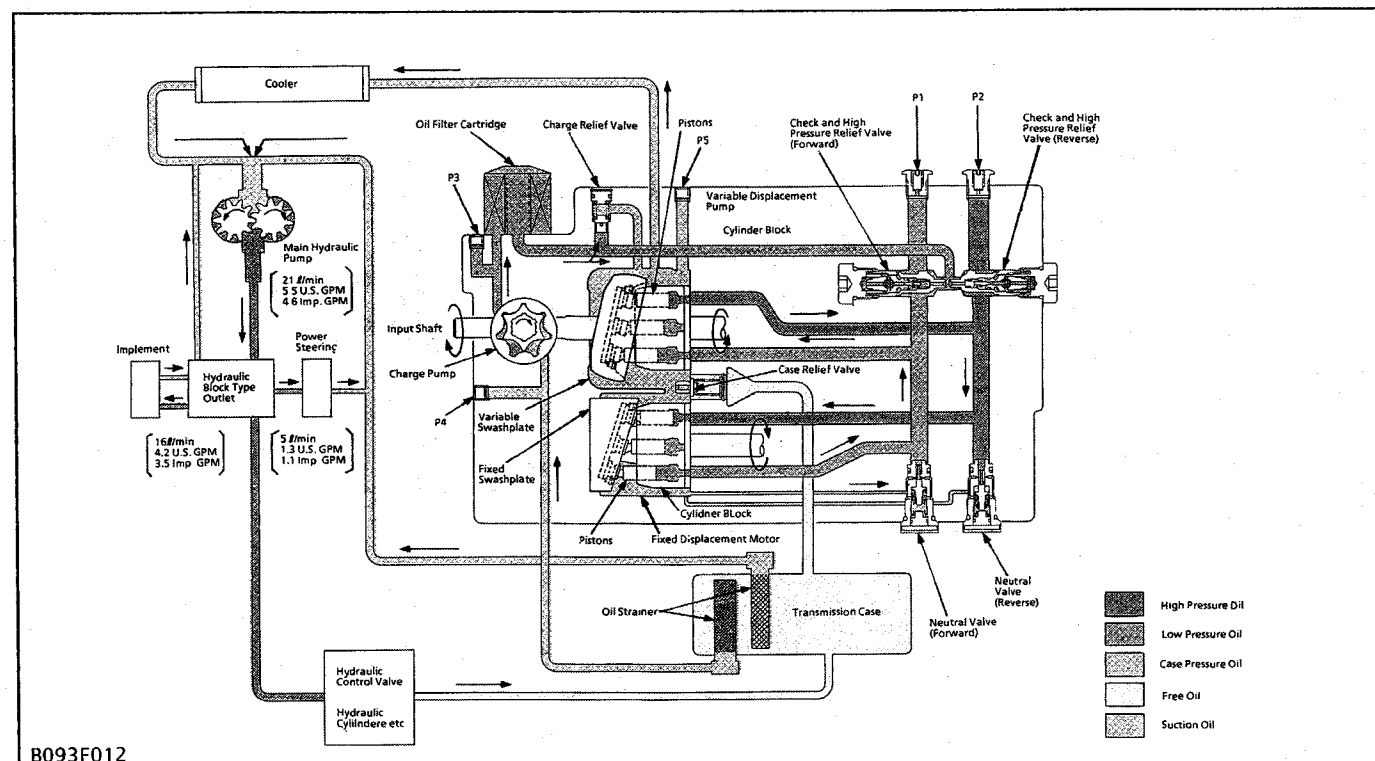 Cooler
Oil Filter Cartridge
Charge Relief Valve
Pistons
P5
P1
P2
Check and High
Pressure Relief Valve
(Forward)
Check and High
Pressure Relief
Valve (Reverse)
P3
Variable Displacement
Pump
Cylinder Block
Main Hydraulic
Pump
21 ℓ/min
5 5 U.S. GPM
4 6 Imp. GPM
Input Shaft
Implement
Power
Steering
Hydraulic
Block Type
Outlet
Charge Pump
Case Relief Valve
P4
Variable
Swashplate
16ℓ/min
4.2 U.S. GPM
3.5 Imp GPM
5 ℓ/min
1.3 U.S. GPM
1.1 Imp GPM
Fixed
Swashplate
Cylidner BLock
Pistons
Fixed Displacement Motor
Oil Strainer
Transmission Case
Neutral
Valve
(Reverse)
Neutral Valve
(Forward)
High Pressure Dil
Low Pressure Oil
Case Pressure Oil
Free Oil
Suction Oil
Hydraulic
Control Valve
Hydraulic
Cylilndere etc
B093F012